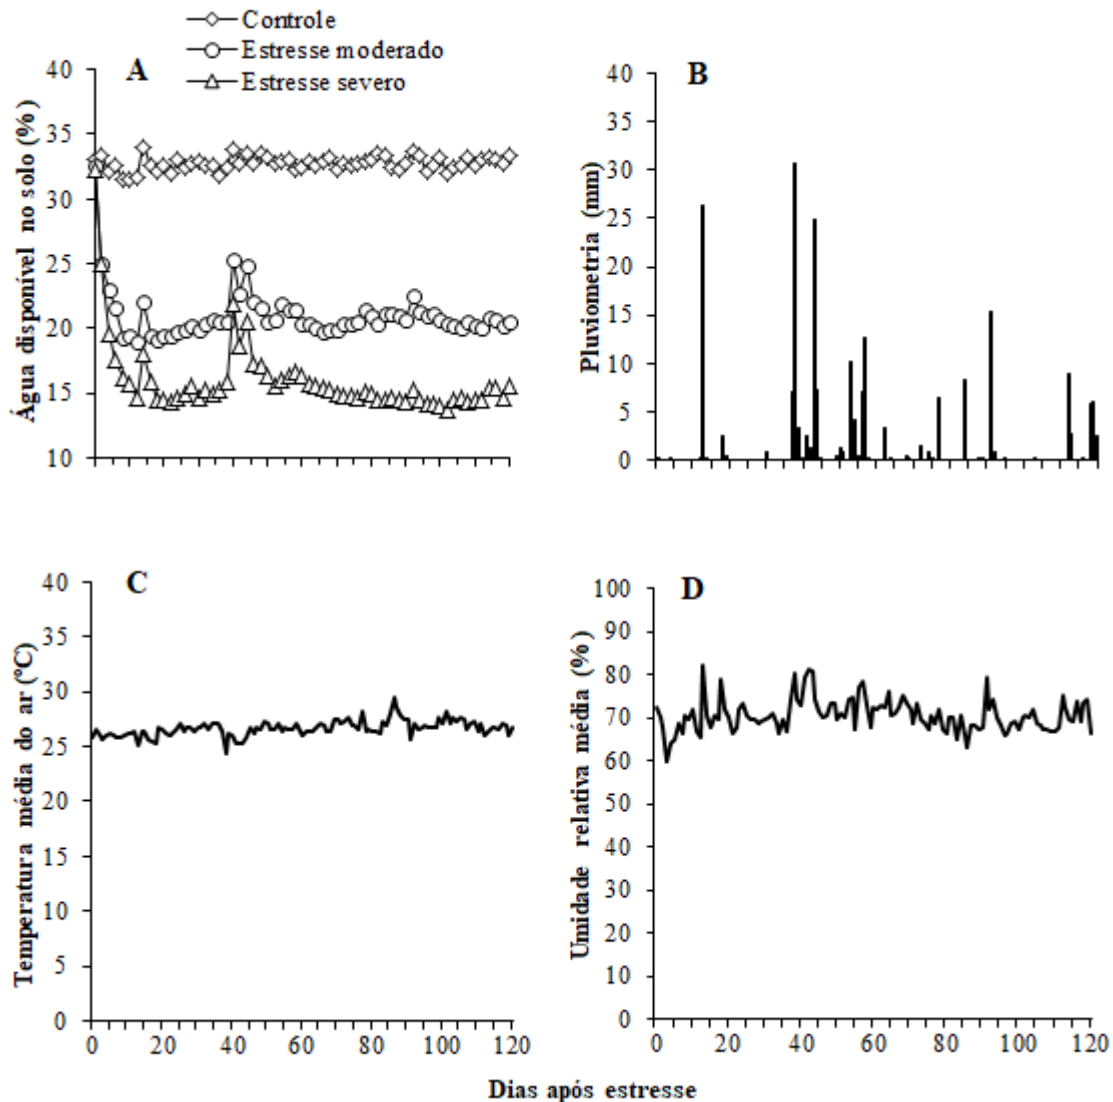 Controle
Estresse moderado
Estresse severo
A
Água disponível no solo (%)
40
35
30
25
20
15
10
B
Pluviometria (mm)
40
35
30
25
20
15
10
5
0
C
Temperatura média do ar (ºC)
40
35
30
25
20
15
10
5
0
0 20 40 60 80 100 120
D
Umidade relativa média (%)
100
90
80
70
60
50
40
30
20
10
0
0 20 40 60 80 100 120
Dias após estresse